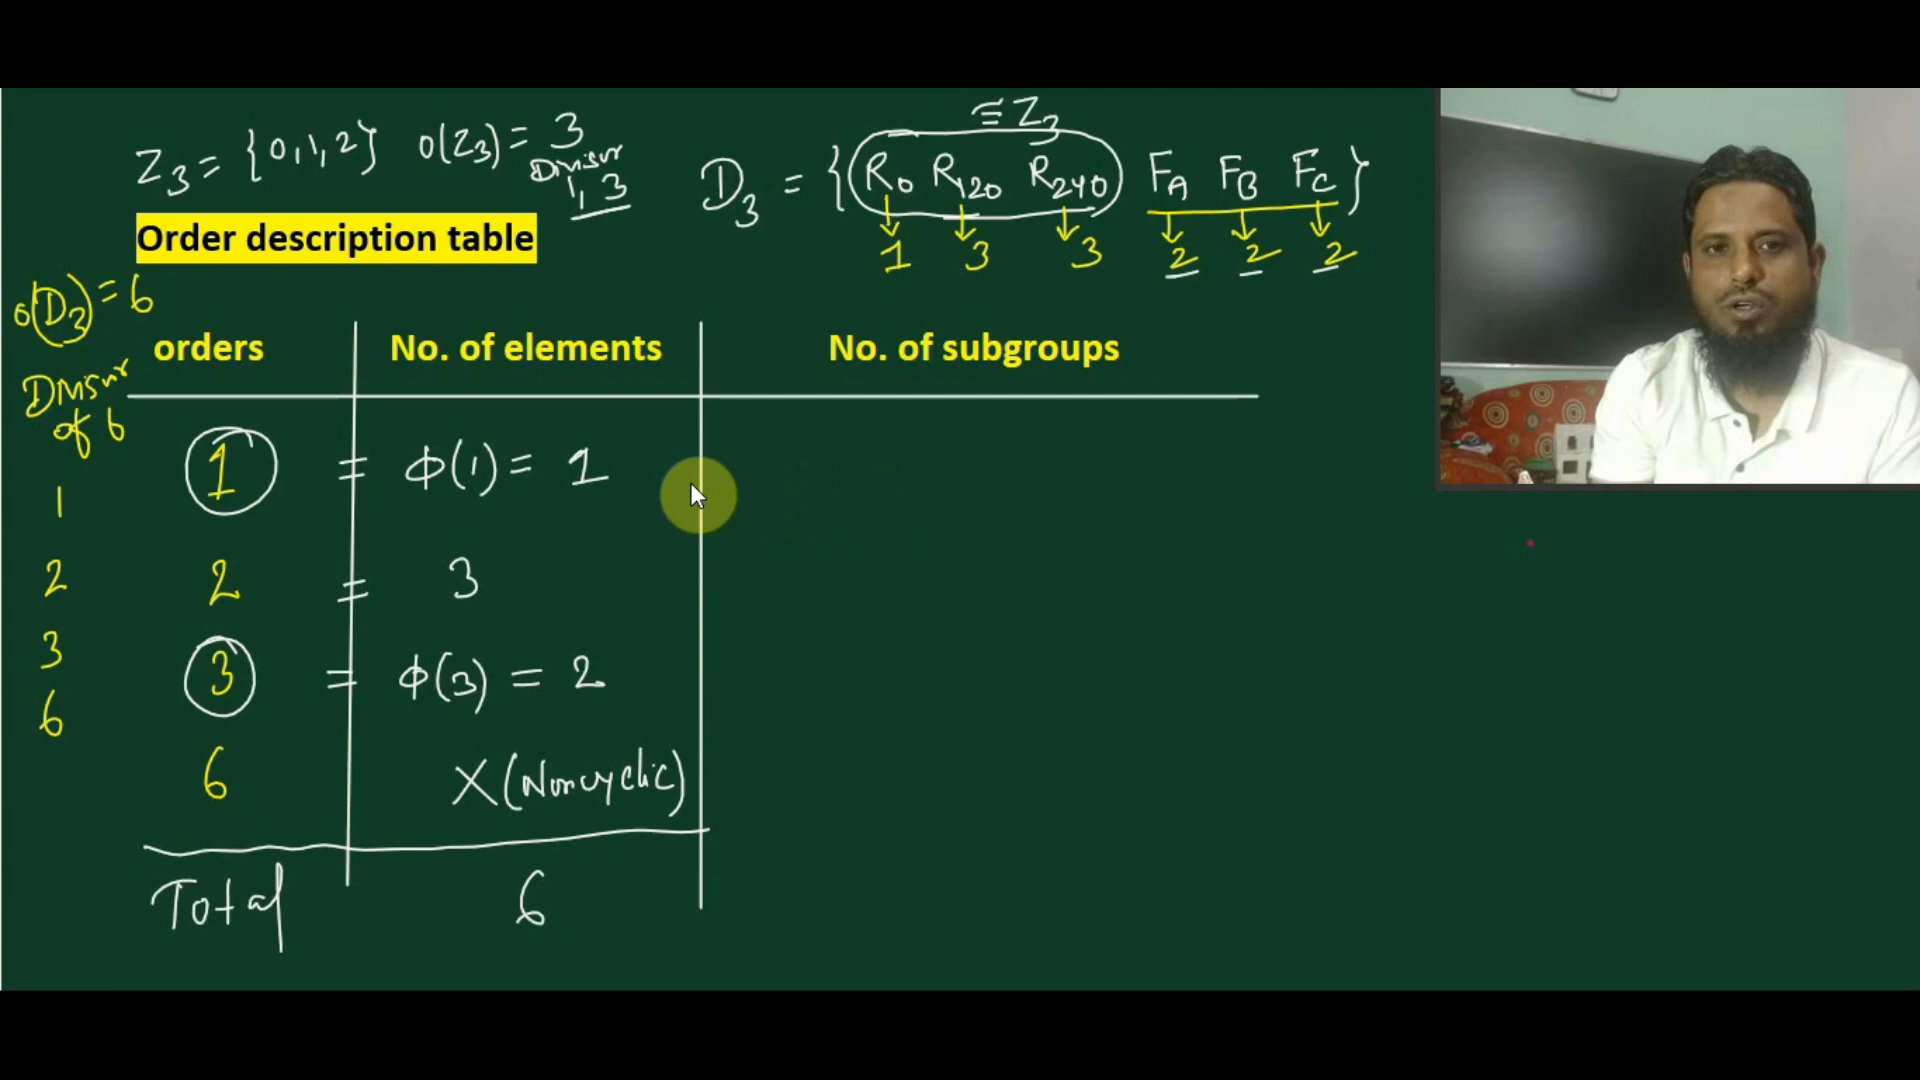 Z3 = {0,1,2} o(Z3) = 3
Divisor
1, 3
≅ Z3
D3 = {R0 R120 R240 FA FB FC}
1 3 3 2 2 2
Order description table
o(D3) = 6
Divisor
of 6
1
2
3
6
orders No. of elements No. of subgroups
1 = φ(1) = 1
2 = 3
3 = φ(3) = 2
6 X (Noncyclic)
Total 6